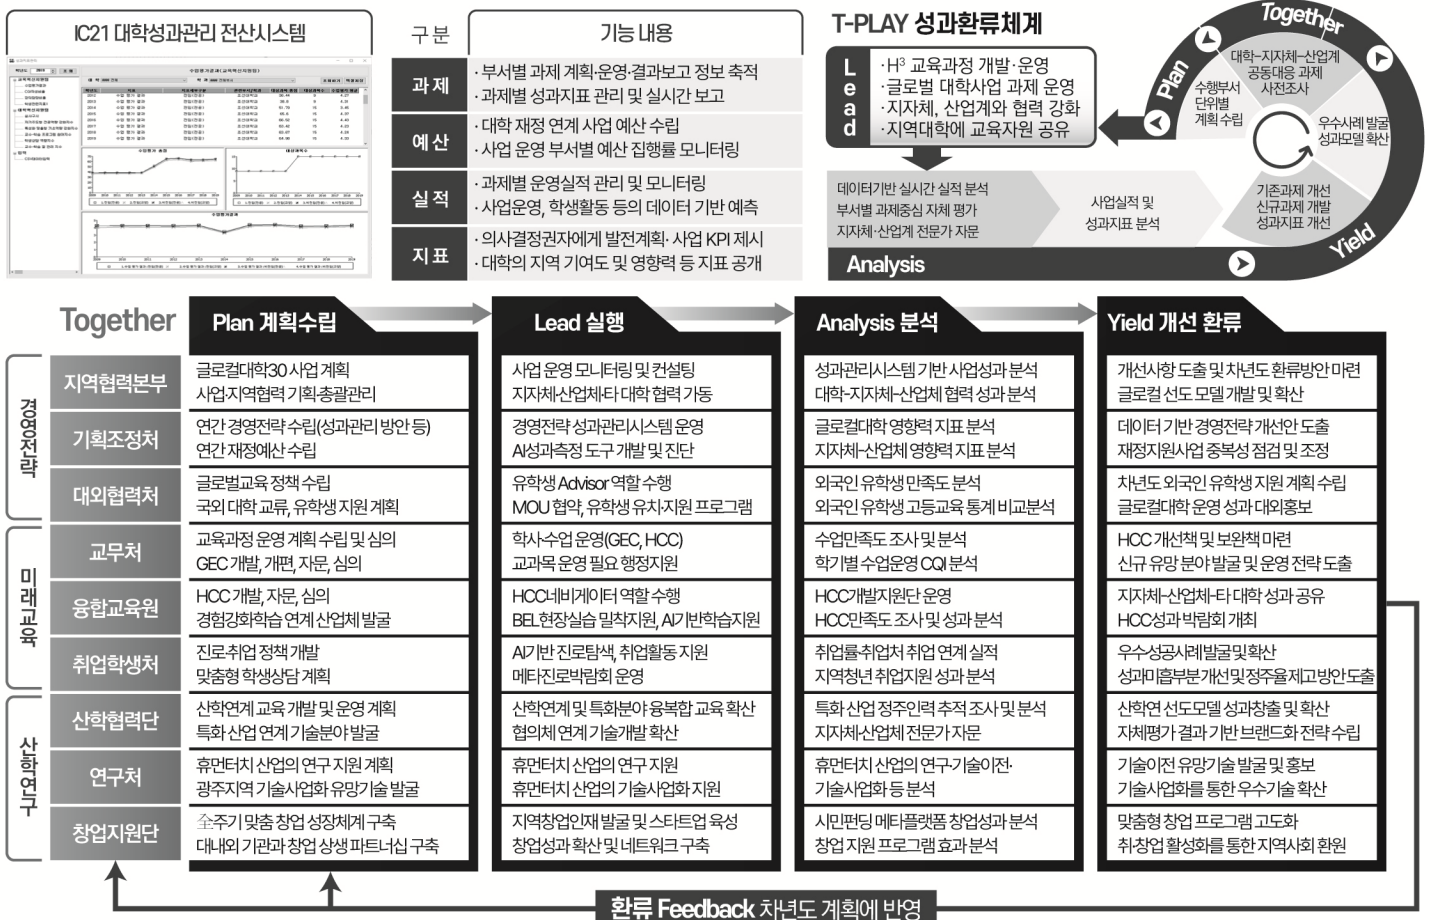 IC21 대학성과관리 전산시스템
구분
기능 내용
과제
· 부서별 과제 계획·운영·결과보고 정보 축적
· 과제별 성과지표 관리 및 실시간 보고
예산
· 대학 재정 연계 사업 예산 수립
· 사업 운영 부서별 예산 집행률 모니터링
실적
· 과제별 운영실적 관리 및 모니터링
· 사업운영, 학생활동 등의 데이터 기반 예측
지표
· 의사결정권자에게 발전계획· 사업 KPI 제시
· 대학의 지역 기여도 및 영향력 등 지표 공개
T-PLAY 성과환류체계
Lead
·H³ 교육과정 개발·운영
·글로벌 대학사업 과제 운영
·지자체, 산업계와 협력 강화
·지역대학에 교육자원 공유
Together
대학-지자체-산업계
공동대응 과제
사전조사
Plan
수행부서
단위별
계획 수립
우수사례 발굴
성과모델 확산
기존과제 개선
신규과제 개발
성과지표 개선
Yield
데이터기반 실시간 실적 분석
부서별 과제중심 자체 평가
지자체·산업계 전문가 자문
사업실적 및
성과지표 분석
Analysis
Together
Plan 계획수립
Lead 실행
Analysis 분석
Yield 개선 환류
경영전략
지역협력본부
글로컬대학30 사업 계획
사업·지역협력 기획·총괄관리
사업 운영 모니터링 및 컨설팅
지자체·산업체·타 대학 협력 가동
성과관리시스템 기반 사업성과 분석
대학-지자체-산업체 협력 성과 분석
개선사항 도출 및 차년도 환류방안 마련
글로컬 선도 모델 개발 및 확산
기획조정처
연간 경영전략 수립(성과관리 방안 등)
연간 재정예산 수립
경영전략 성과관리시스템 운영
AI성과측정 도구 개발 및 진단
글로컬대학 영향력 지표 분석
지자체-산업체 영향력 지표 분석
데이터 기반 경영전략 개선안 도출
재정지원사업 중복성 점검 및 조정
대외협력처
글로벌교육 정책 수립
국외 대학 교류, 유학생 지원 계획
유학생 Advisor 역할 수행
MOU 협약, 유학생 유치·지원 프로그램
외국인 유학생 만족도 분석
외국인 유학생 고등교육 통계 비교분석
차년도 외국인 유학생 지원 계획 수립
글로컬대학 운영 성과 대외홍보
미래교육
교무처
교육과정 운영 계획 수립 및 심의
GEC 개발, 개편, 자문, 심의
학사·수업 운영(GEC, HCC)
교과목 운영 필요 행정지원
수업만족도 조사 및 분석
학기별 수업운영 CQI 분석
HCC 개선책 및 보완책 마련
신규 유망 분야 발굴 및 운영 전략 도출
융합교육원
HCC 개발, 자문, 심의
경험강화학습 연계 산업체 발굴
HCC네비게이터 역할 수행
BEL현장실습 밀착지원, AI기반학습지원
HCC개발지원단 운영
HCC만족도 조사 및 성과 분석
지자체-산업체-타 대학 성과 공유
HCC성과 박람회 개최
취업학생처
진로·취업 정책 개발
맞춤형 학생상담 계획
AI기반 진로탐색, 취업활동 지원
메타진로박람회 운영
취업률·취업처 취업 연계 실적
지역청년 취업지원 성과 분석
우수성공사례 발굴 및 확산
성과미흡부분 개선 및 정주율 제고 방안 도출
산학연구
산학협력단
산학연계 교육 개발 및 운영 계획
특화 산업 연계 기술분야 발굴
산학연계 및 특화분야 융복합 교육 확산
협의체 연계 기술개발 확산
특화 산업 정주인력 추적 조사 및 분석
지자체·산업체 전문가 자문
산학연 선도모델 성과창출 및 확산
자체평가 결과 기반 브랜드화 전략 수립
연구처
휴먼터치 산업의 연구 지원 계획
광주지역 기술사업화 유망기술 발굴
휴먼터치 산업의 연구 지원
휴먼터치 산업의 기술사업화 지원
휴먼터치 산업의 연구·기술이전·
기술사업화 등 분석
기술이전 유망기술 발굴 및 홍보
기술사업화를 통한 우수기술 확산
창업지원단
全주기 맞춤 창업 성장체계 구축
대내외 기관과 창업 상생 파트너십 구축
지역창업인재 발굴 및 스타트업 육성
창업성과 확산 및 네트워크 구축
시민펀딩 메타플랫폼 창업성과 분석
창업 지원 프로그램 효과 분석
맞춤형 창업 프로그램 고도화
취·창업 활성화를 통한 지역사회 환원
환류 Feedback 차년도 계획에 반영